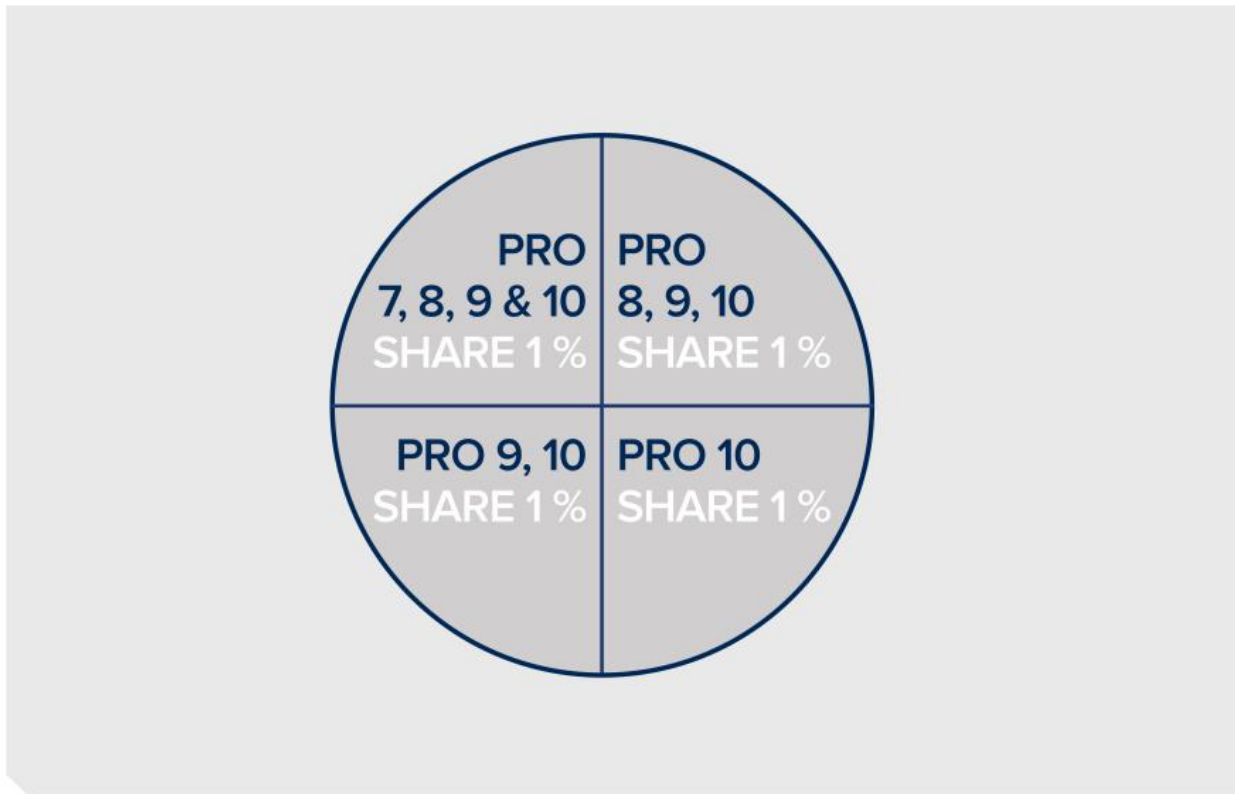 PRO
7, 8, 9 & 10
SHARE 1 %
PRO
8, 9, 10
SHARE 1 %
PRO 9, 10
SHARE 1 %
PRO 10
SHARE 1 %